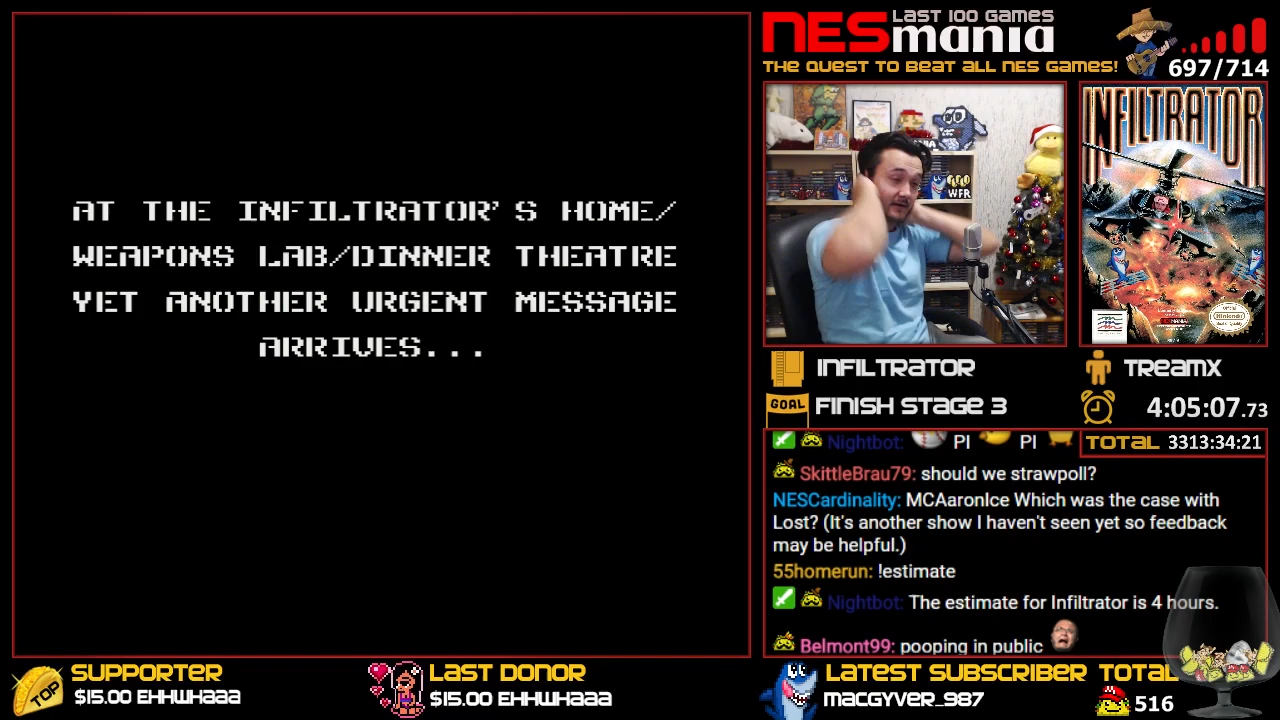 AT THE INFILTRATOR'S HOME/
WEAPONS LAB/DINNER THEATRE
YET ANOTHER URGENT MESSAGE
ARRIVES...
NESmania
LAST 100 GAMES
THE QUEST TO BEAT ALL NES GAMES!
697/714
INFILTRATOR
WFR
INFILTRATOR
TREAMX
GOAL
FINISH STAGE 3
4:05:07.73
TOTAL 3313:34:21
Nightbot: PI PI
SkittleBrau79: should we strawpoll?
NESCardinality: MCAaronIce Which was the case with
Lost? (It's another show I haven't seen yet so feedback
may be helpful.)
55homerun: !estimate
Nightbot: The estimate for Infiltrator is 4 hours.
Belmont99: pooping in public
TOP
SUPPORTER
$15.00 EHHWHAAA
LAST DONOR
$15.00 EHHWHAAA
LATEST SUBSCRIBER
MACGYVER_987
TOTAL
516